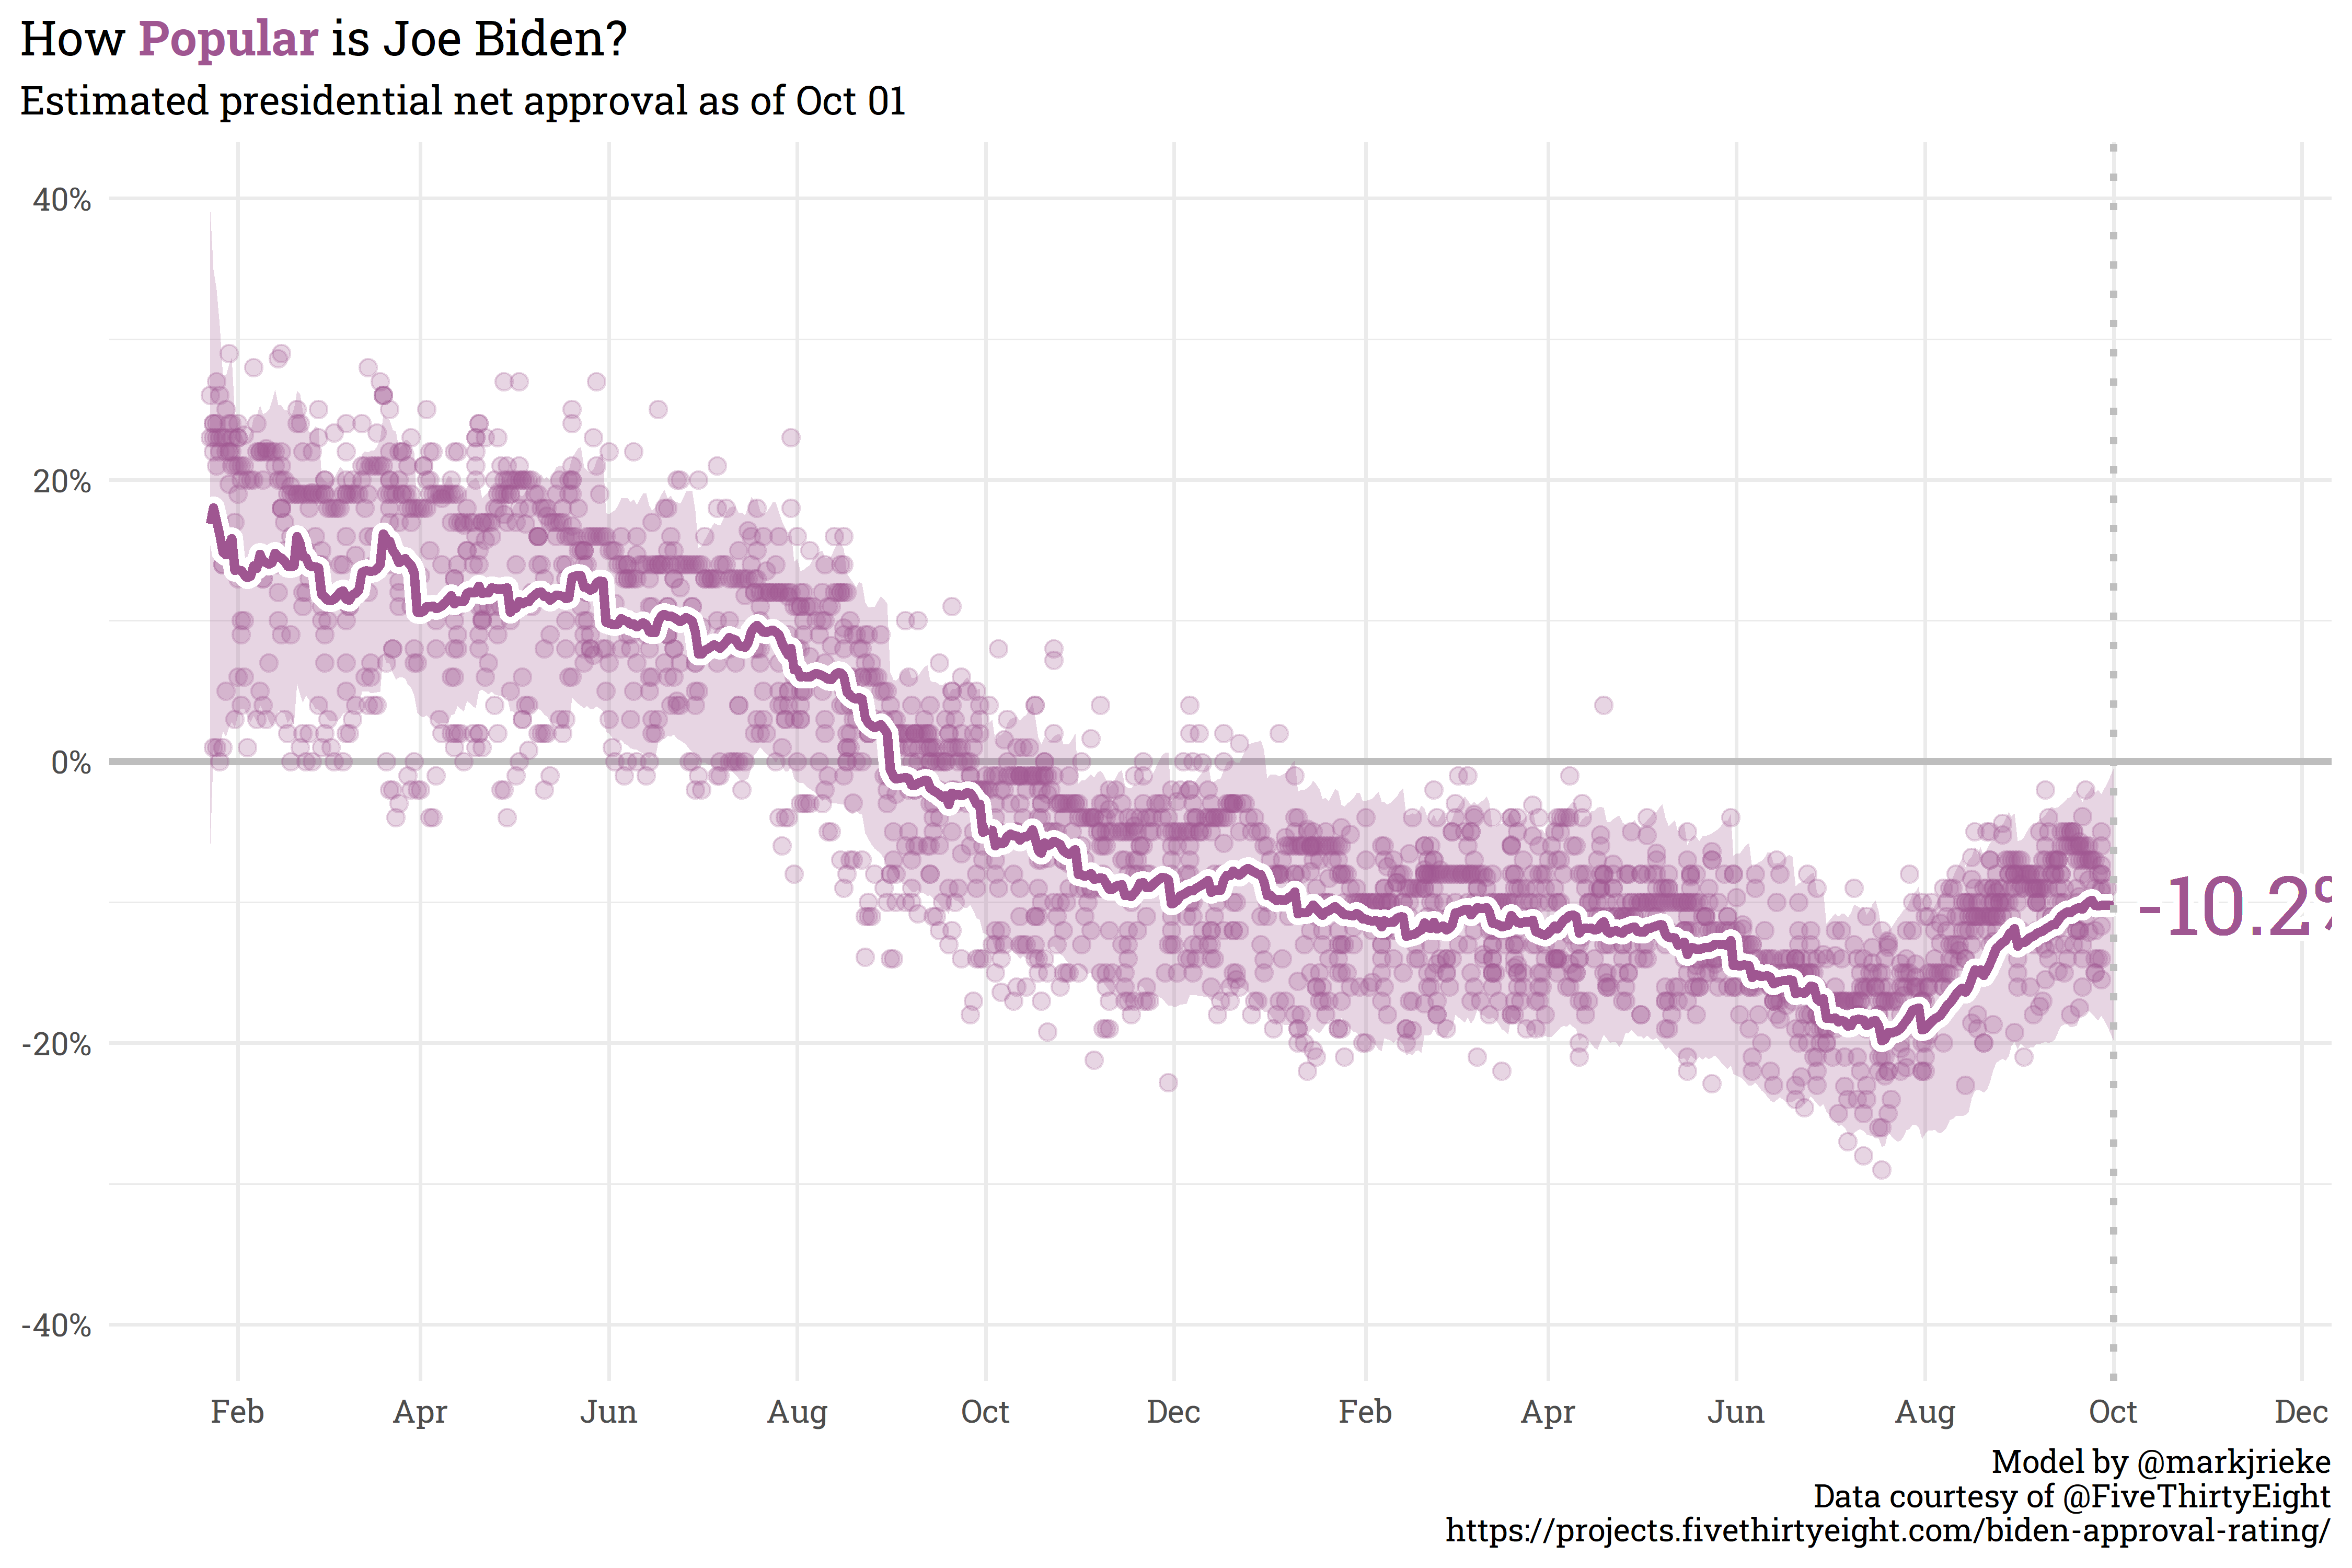 How Popular is Joe Biden?
Estimated presidential net approval as of Oct 01
40%
20%
0%
-20%
-40%
-10.2%
Feb Apr Jun Aug Oct Dec Feb Apr Jun Aug Oct Dec
Model by @markjrieke
Data courtesy of @FiveThirtyEight
https://projects.fivethirtyeight.com/biden-approval-rating/